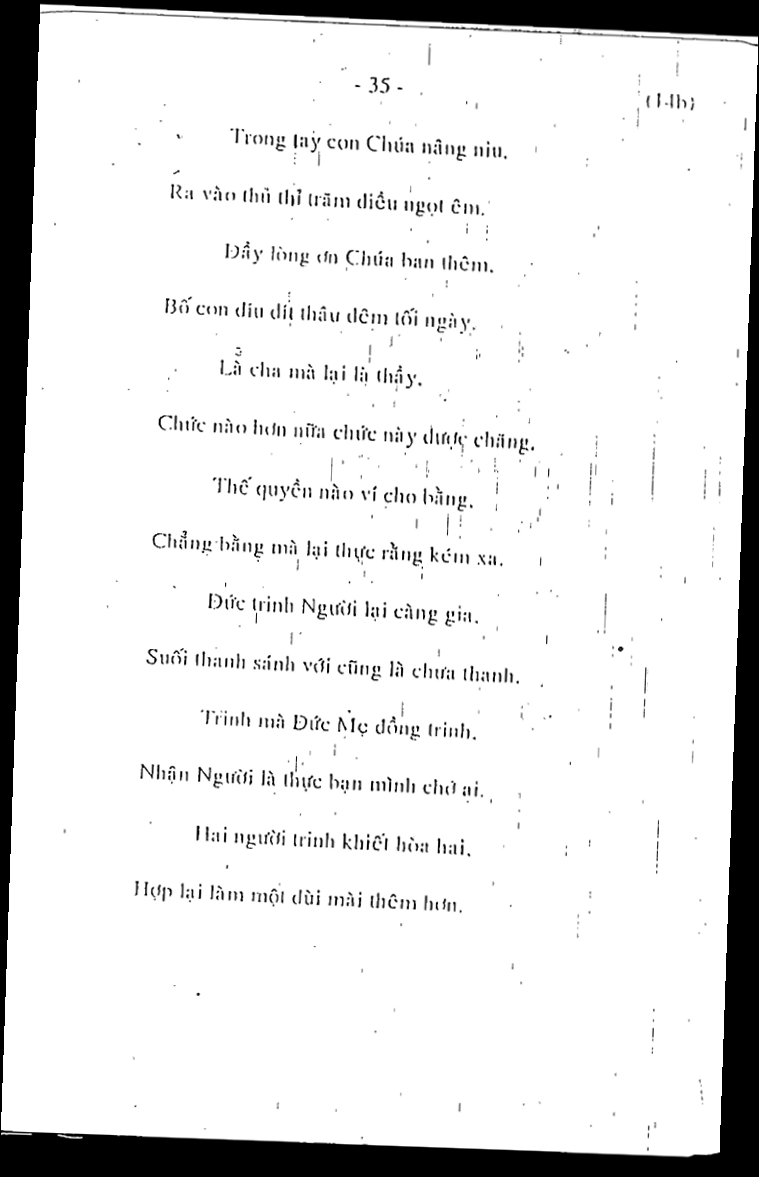 - 35 -
(14b)
Trong tay con Chúa nâng niu.
Ra vào thủ thỉ trăm điều ngọt êm.
Đầy lòng ơn Chúa ban thêm.
Bố con dìu dịt thâu đêm tối ngày.
Là cha mà lại là thầy.
Chức nào hơn nữa chức này được chăng.
Thế quyền nào ví cho bằng.
Chẳng bằng mà lại thực rằng kém xa.
Đức trinh Người lại càng gia.
Suối thanh sánh với cũng là chưa thanh.
Trinh mà Đức Mẹ đồng trinh.
Nhận Người là thực bạn mình chớ ai.
Hai người trinh khiết hòa hai.
Hợp lại làm một dùi mài thêm hơn.